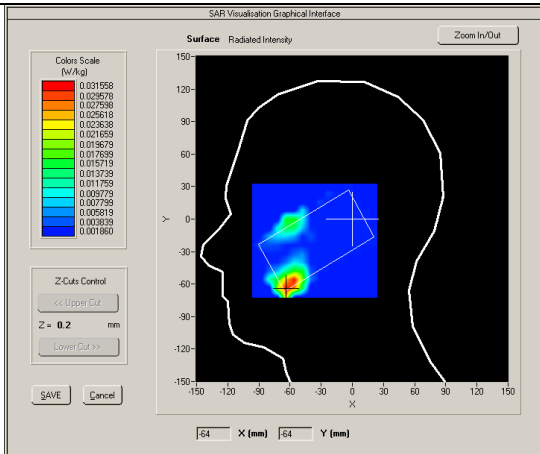 SAR Visualisation Graphical Interface
Surface Radiated Intensity
Zoom In/Out
Colors Scale
(W/kg)
0.031558
0.029578
0.027598
0.025618
0.023638
0.021659
0.019679
0.017699
0.015719
0.013739
0.011759
0.009779
0.007799
0.005819
0.003839
0.001860
Z-Cuts Control
<< Upper Cut
Z = 0.2 mm
Lower Cut >>
SAVE Cancel
150
120
90
60
30
0
-30
-60
-90
-120
-150
Y
-150 -120 -90 -60 -30 0 30 60 90 120 150
X
-64 X (mm) -64 Y (mm)